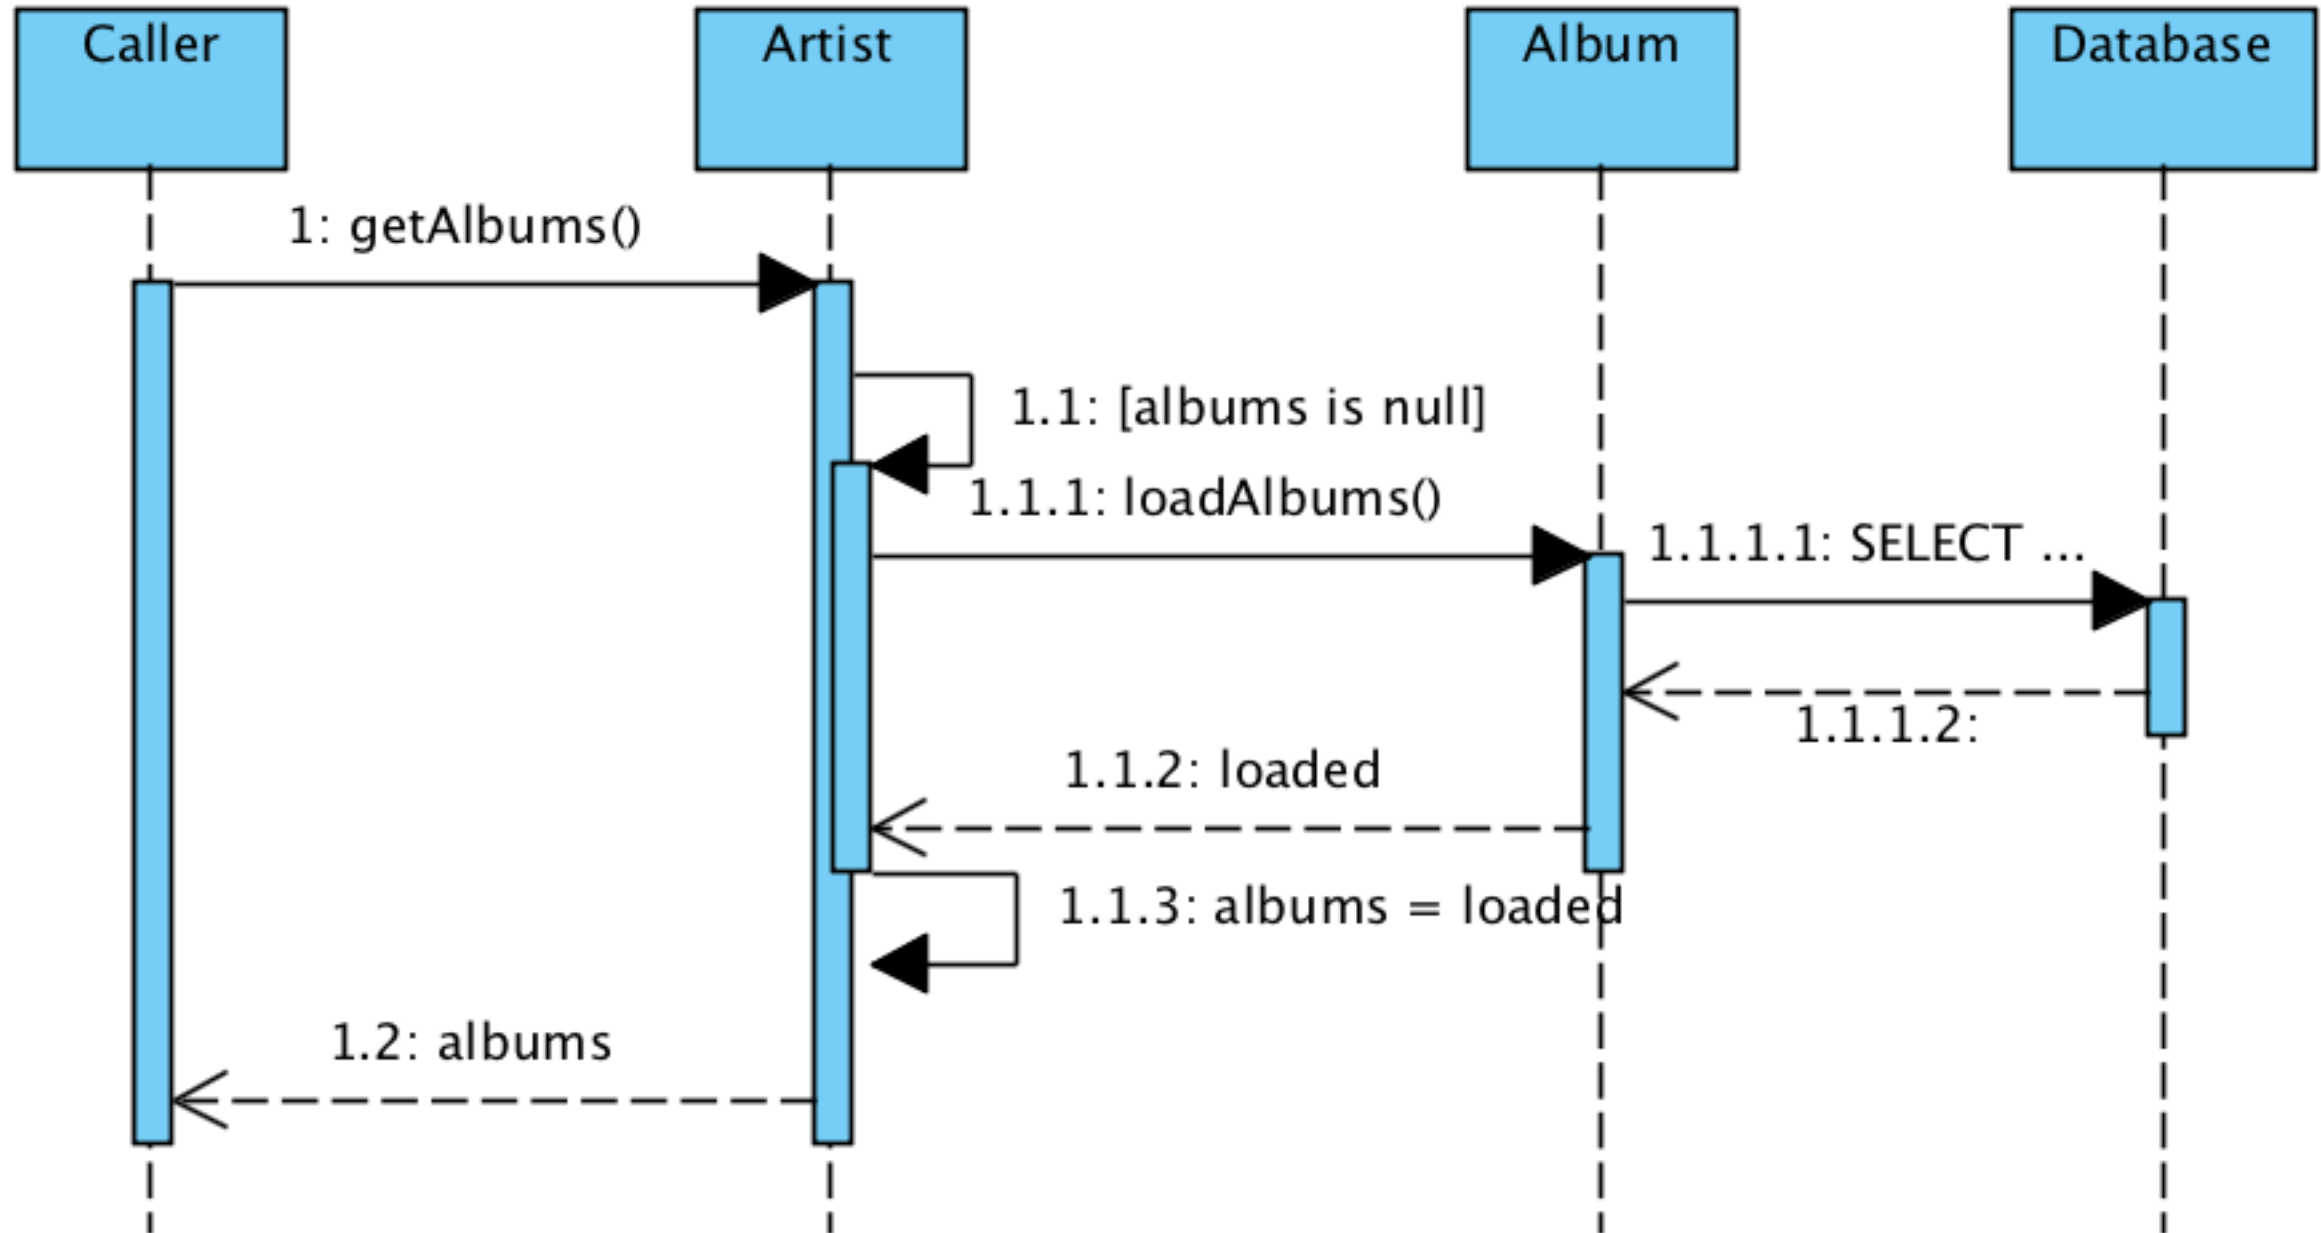 Caller
Artist
Album
Database
1: getAlbums()
1.1: [albums is null]
1.1.1: loadAlbums()
1.1.1.1: SELECT ...
1.1.1.2:
1.1.2: loaded
1.1.3: albums = loaded
1.2: albums